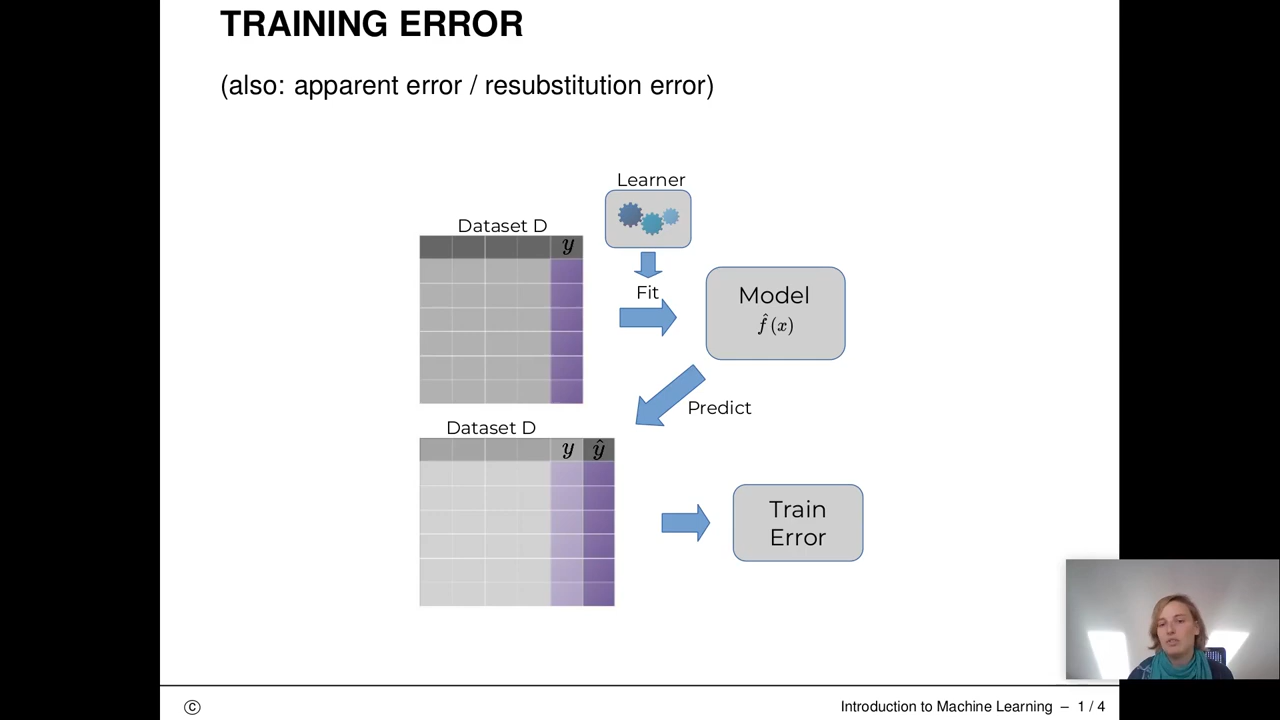 TRAINING ERROR
(also: apparent error / resubstitution error)
Learner
Dataset D
y
Fit
Model
f̂(x)
Predict
Dataset D
y ŷ
Train
Error
© Introduction to Machine Learning – 1 / 4